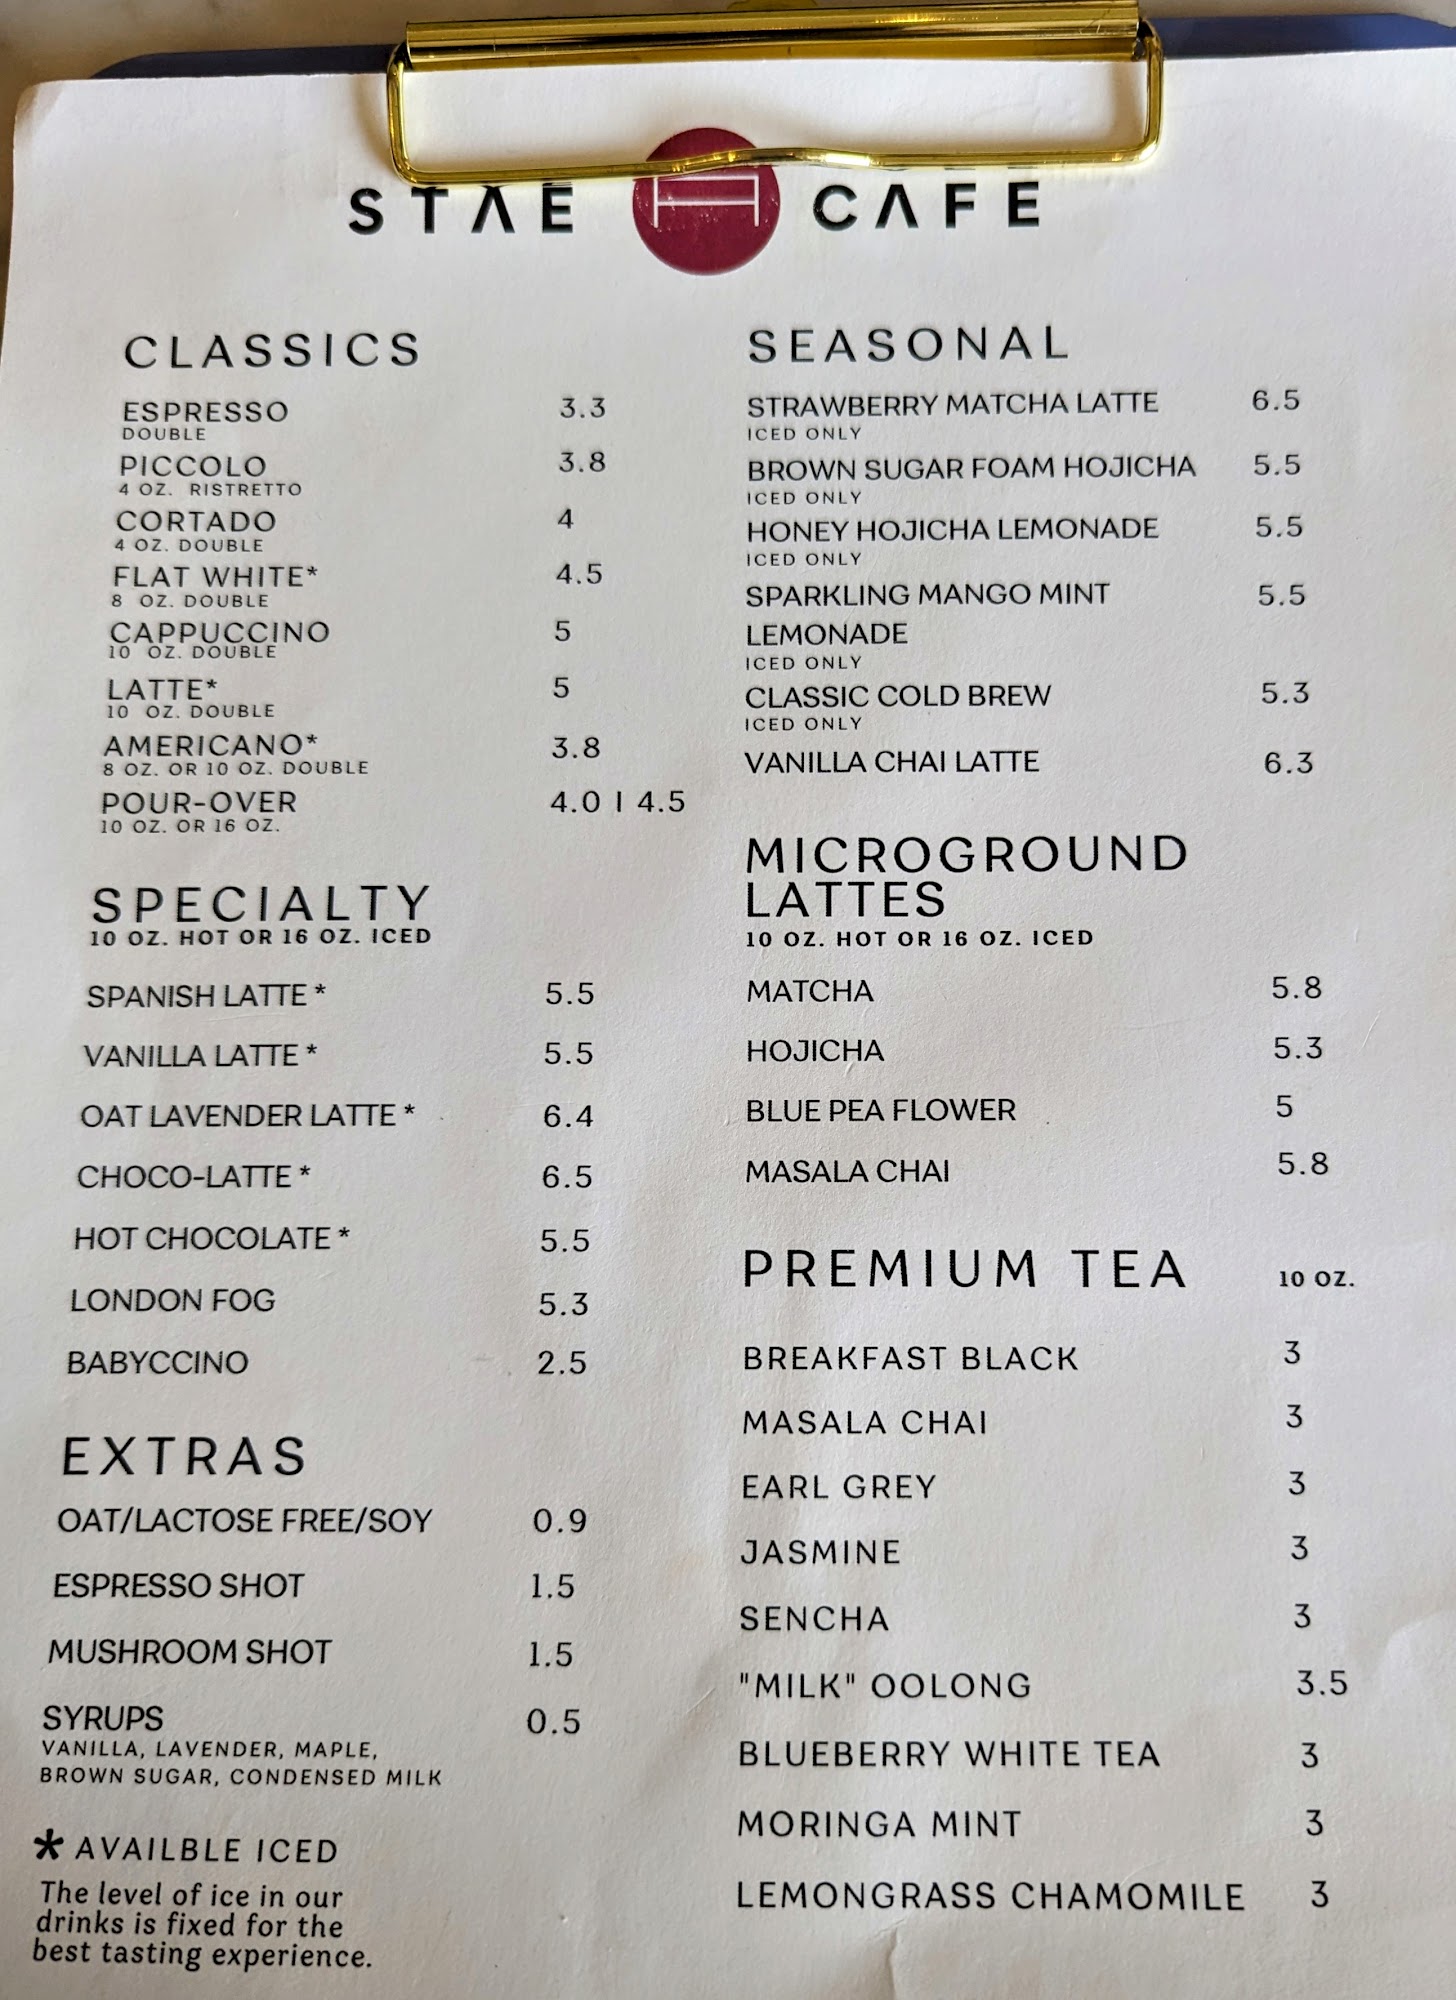 STAE CAFE
CLASSICS
ESPRESSO 3.3
DOUBLE
PICCOLO 3.8
4 OZ. RISTRETTO
CORTADO 4
4 OZ. DOUBLE
FLAT WHITE* 4.5
8 OZ. DOUBLE
CAPPUCCINO 5
10 OZ. DOUBLE
LATTE* 5
10 OZ. DOUBLE
AMERICANO* 3.8
8 OZ. OR 10 OZ. DOUBLE
POUR-OVER 4.0 | 4.5
10 OZ. OR 16 OZ.
SPECIALTY
10 OZ. HOT OR 16 OZ. ICED
SPANISH LATTE * 5.5
VANILLA LATTE * 5.5
OAT LAVENDER LATTE * 6.4
CHOCO-LATTE * 6.5
HOT CHOCOLATE * 5.5
LONDON FOG 5.3
BABYCCINO 2.5
EXTRAS
OAT/LACTOSE FREE/SOY 0.9
ESPRESSO SHOT 1.5
MUSHROOM SHOT 1.5
SYRUPS 0.5
VANILLA, LAVENDER, MAPLE,
BROWN SUGAR, CONDENSED MILK
* AVAILBLE ICED
The level of ice in our
drinks is fixed for the
best tasting experience.
SEASONAL
STRAWBERRY MATCHA LATTE 6.5
ICED ONLY
BROWN SUGAR FOAM HOJICHA 5.5
ICED ONLY
HONEY HOJICHA LEMONADE 5.5
ICED ONLY
SPARKLING MANGO MINT 5.5
LEMONADE
ICED ONLY
CLASSIC COLD BREW 5.3
ICED ONLY
VANILLA CHAI LATTE 6.3
MICROGROUND
LATTES
10 OZ. HOT OR 16 OZ. ICED
MATCHA 5.8
HOJICHA 5.3
BLUE PEA FLOWER 5
MASALA CHAI 5.8
PREMIUM TEA 10 OZ.
BREAKFAST BLACK 3
MASALA CHAI 3
EARL GREY 3
JASMINE 3
SENCHA 3
"MILK" OOLONG 3.5
BLUEBERRY WHITE TEA 3
MORINGA MINT 3
LEMONGRASS CHAMOMILE 3